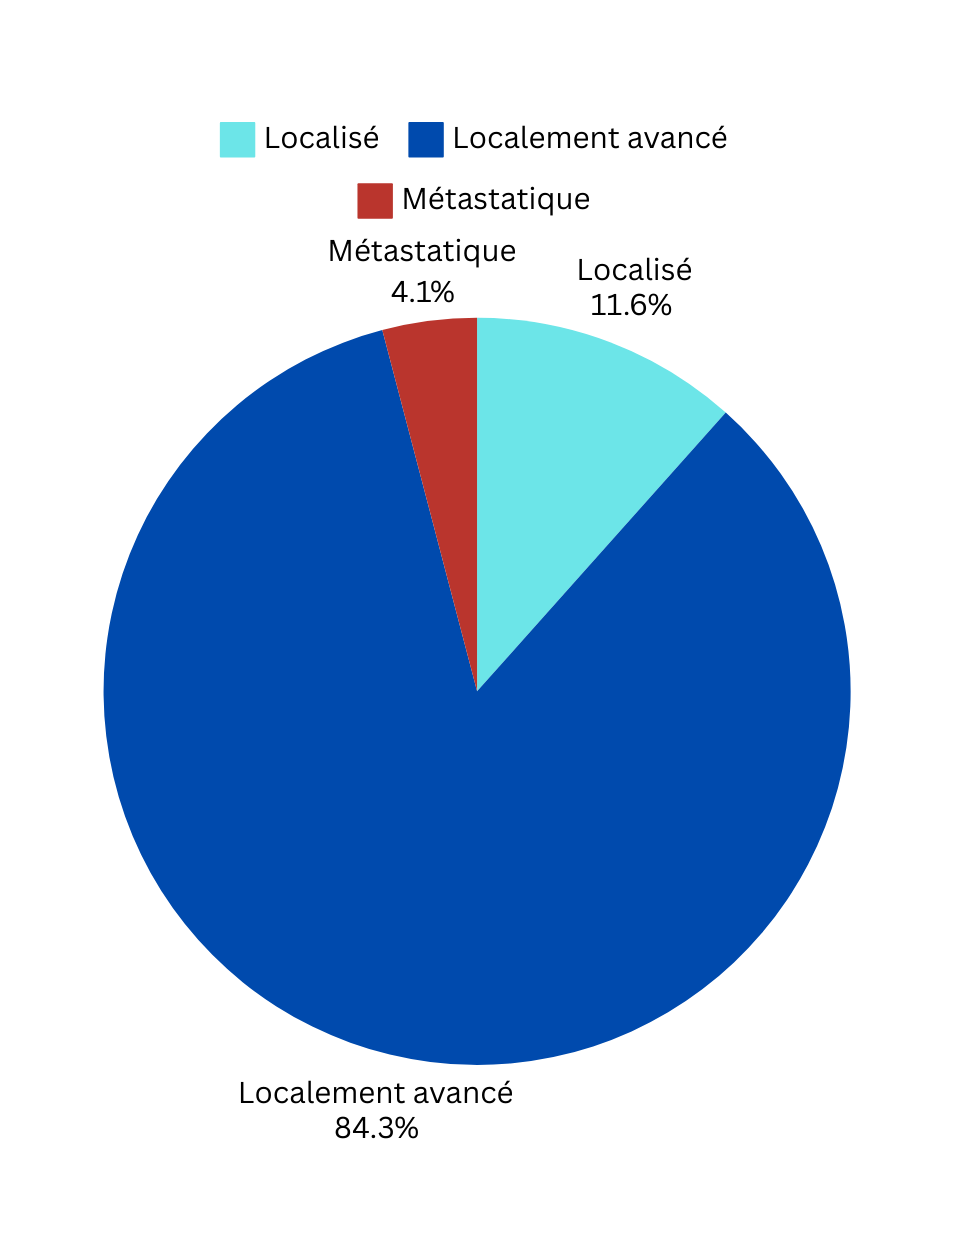 Localisé
Localement avancé
Métastatique
Métastatique
4.1%
Localisé
11.6%
Localement avancé
84.3%